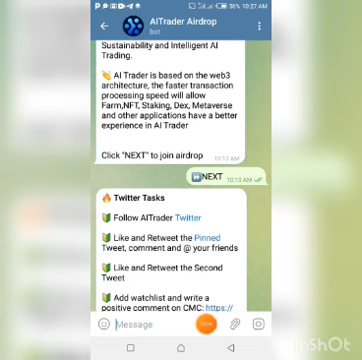 56% 10:27 AM
AITrader Airdrop
bot
Sustainability and Intelligent AI
Trading.
👏 AI Trader is based on the web3
architecture, the faster transaction
processing speed will allow
Farm,NFT, Staking, Dex, Metaverse
and other applications have a better
experience in AI Trader
Click "NEXT" to join airdrop
10:12 AM
⏩NEXT
10:13 AM
🔥 Twitter Tasks
🔰 Follow AITrader Twitter
🔰 Like and Retweet the Pinned
Tweet, comment and @ your friends
🔰 Like and Retweet the Second
Tweet
🔰 Add watchlist and write a
positive comment on CMC: https://
Message